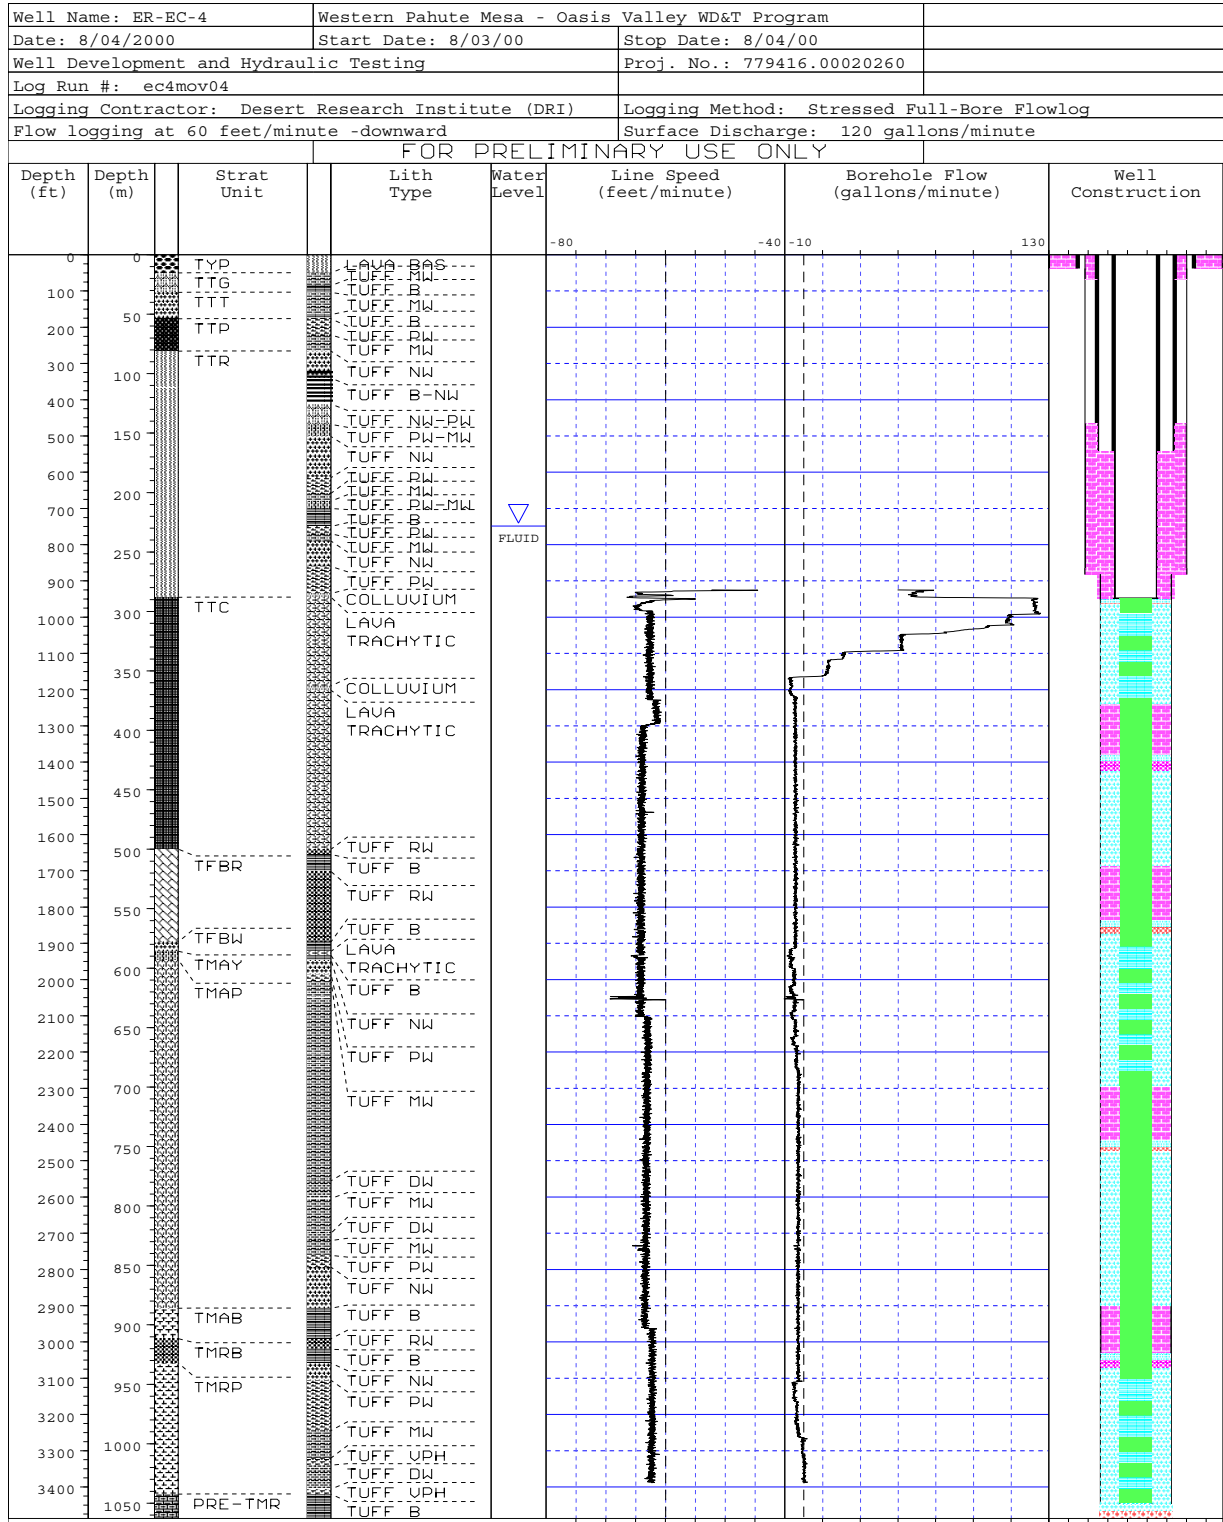 Well Name: ER-EC-4
Western Pahute Mesa - Oasis Valley WD&T Program
Date: 8/04/2000
Start Date: 8/03/00
Stop Date: 8/04/00
Well Development and Hydraulic Testing
Proj. No.: 779416.00020260
Log Run #: ec4mov04
Logging Contractor: Desert Research Institute (DRI)
Logging Method: Stressed Full-Bore Flowlog
Flow logging at 60 feet/minute -downward
Surface Discharge: 120 gallons/minute
FOR PRELIMINARY USE ONLY
Depth
(ft)
Depth
(m)
Strat
Unit
Lith
Type
Water
Level
Line Speed
(feet/minute)
Borehole Flow
(gallons/minute)
Well
Construction
-80
-40
-10
130
0
100
200
300
400
500
600
700
800
900
1000
1100
1200
1300
1400
1500
1600
1700
1800
1900
2000
2100
2200
2300
2400
2500
2600
2700
2800
2900
3000
3100
3200
3300
3400
0
50
100
150
200
250
300
350
400
450
500
550
600
650
700
750
800
850
900
950
1000
1050
TYP
TTG
TTT
TTP
TTR
TTC
TFBR
TFBW
TMAY
TMAP
TMAB
TMRB
TMRP
PRE-TMR
LAVA BAS
TUFF MW
TUFF B
TUFF MW
TUFF B
TUFF PW
TUFF MW
TUFF NW
TUFF B-NW
TUFF NW-PW
TUFF PW-MW
TUFF NW
TUFF PW
TUFF MW
TUFF PW-MW
TUFF B
TUFF PW
TUFF MW
TUFF NW
TUFF PW
COLLUVIUM
LAVA
TRACHYTIC
COLLUVIUM
LAVA
TRACHYTIC
TUFF RW
TUFF B
TUFF RW
TUFF B
LAVA
TRACHYTIC
TUFF B
TUFF NW
TUFF PW
TUFF MW
TUFF DW
TUFF MW
TUFF DW
TUFF MW
TUFF PW
TUFF NW
TUFF B
TUFF RW
TUFF B
TUFF NW
TUFF PW
TUFF MW
TUFF VPH
TUFF DW
TUFF VPH
TUFF B
FLUID